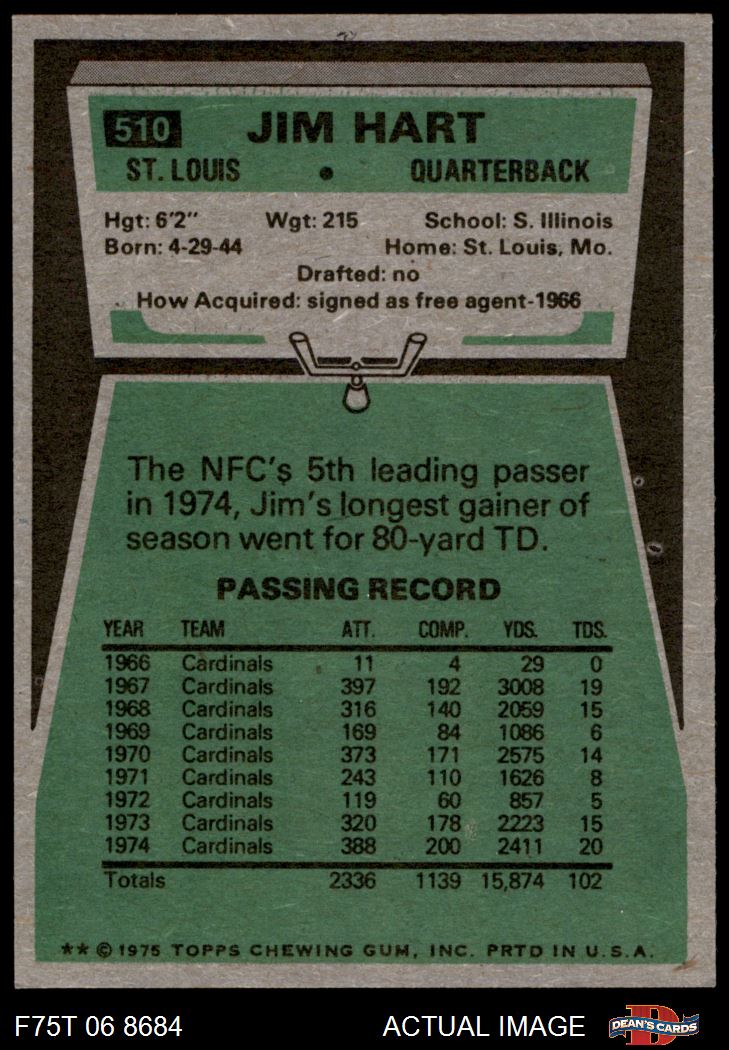 510 JIM HART
ST. LOUIS • QUARTERBACK
Hgt: 6'2" Wgt: 215 School: S. Illinois
Born: 4-29-44 Home: St. Louis, Mo.
Drafted: no
How Acquired: signed as free agent-1966
The NFC's 5th leading passer
in 1974, Jim's longest gainer of
season went for 80-yard TD.
PASSING RECORD
YEAR TEAM ATT. COMP. YDS. TDS.
1966 Cardinals 11 4 29 0
1967 Cardinals 397 192 3008 19
1968 Cardinals 316 140 2059 15
1969 Cardinals 169 84 1086 6
1970 Cardinals 373 171 2575 14
1971 Cardinals 243 110 1626 8
1972 Cardinals 119 60 857 5
1973 Cardinals 320 178 2223 15
1974 Cardinals 388 200 2411 20
Totals 2336 1139 15,874 102
** © 1975 TOPPS CHEWING GUM, INC. PRTD IN U.S.A.
F75T 06 8684 ACTUAL IMAGE D DEAN'S CARDS